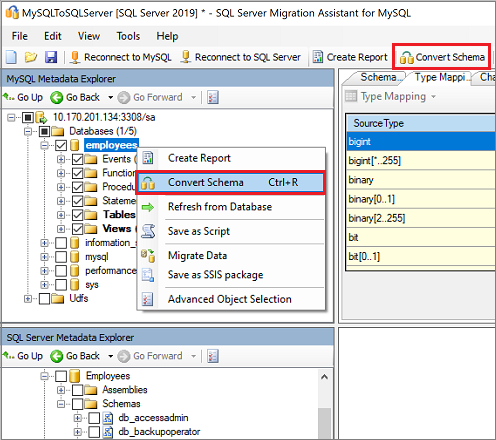 MySQLToSQLServer [SQL Server 2019] * - SQL Server Migration Assistant for MySQL
File Edit View Tools Help
Reconnect to MySQL Reconnect to SQL Server Create Report Convert Schema
MySQL Metadata Explorer
Go Up Go Back Go Forward
10.170.201.134:3308/sa
Databases (1/5)
employees
Events (
Function
Procedu
Stateme
Tables
Views (
information_s
mysql
performance
sys
Udfs
Create Report
Convert Schema Ctrl+R
Refresh from Database
Save as Script
Migrate Data
Save as SSIS package
Advanced Object Selection
Schema... Type Mappi... Cha
Type Mapping
SourceType
bigint
bigint[*..255]
binary
binary[0..1]
binary[2..255]
bit
bit[0..1]
SQL Server Metadata Explorer
Go Up Go Back Go Forward
Employees
Assemblies
Schemas
db_accessadmin
db_backupoperator